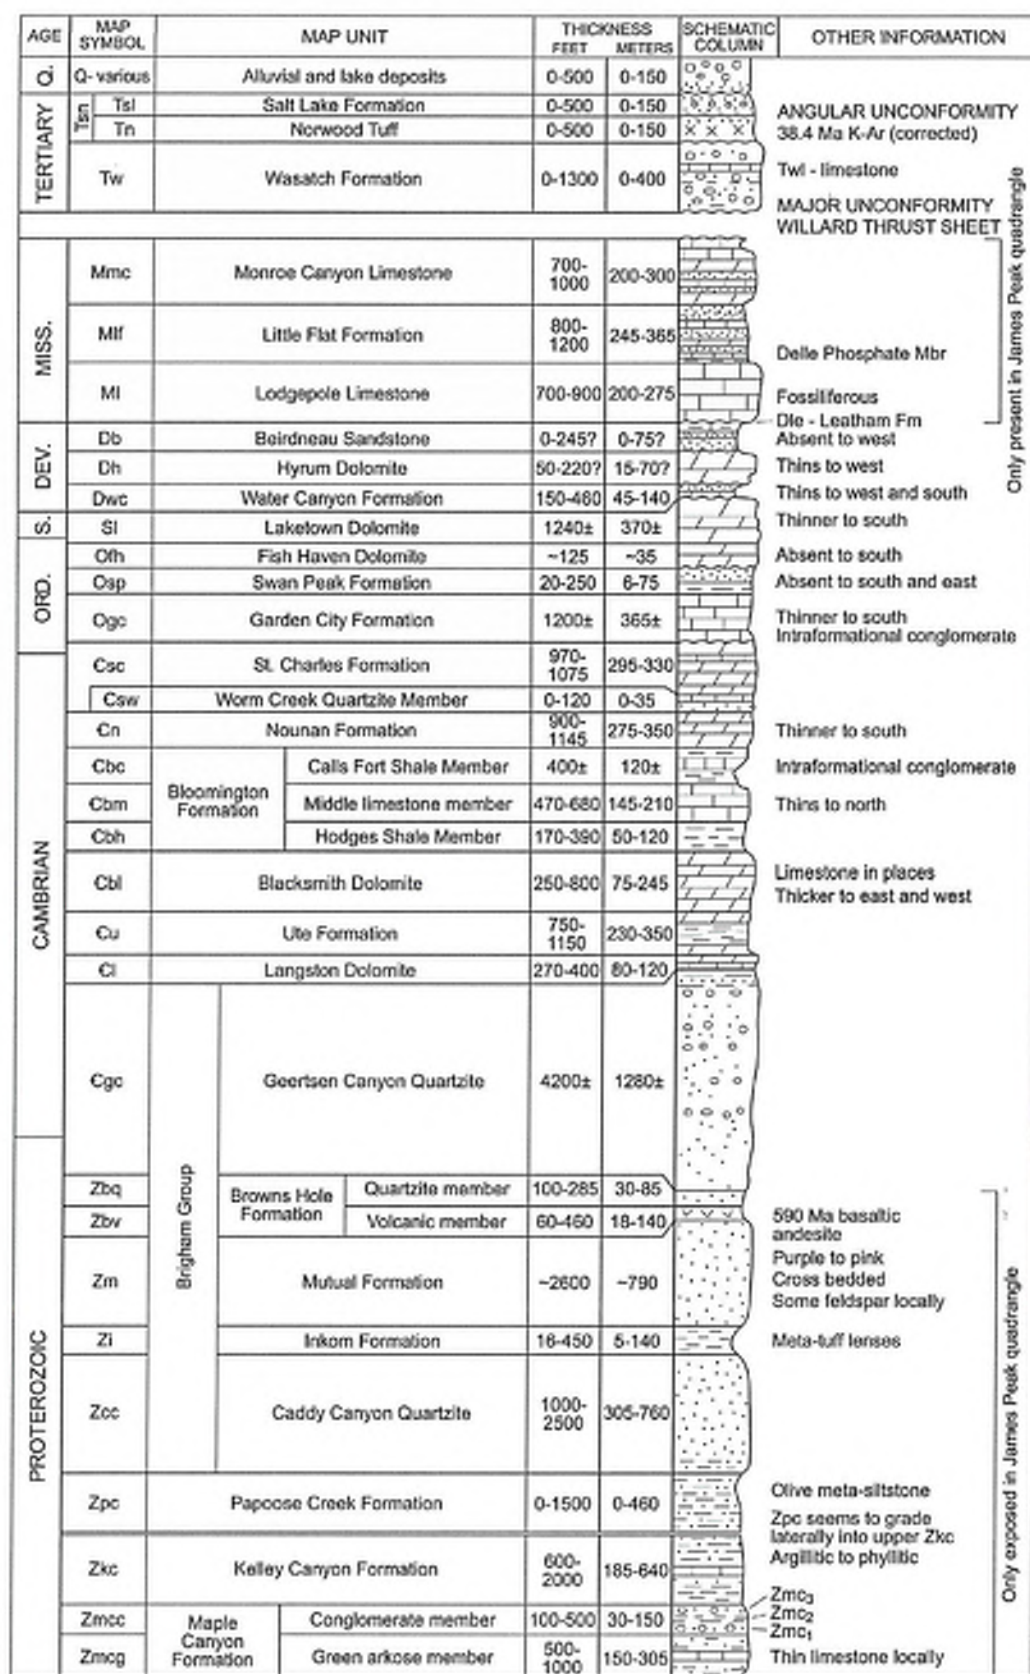 AGE MAP SYMBOL MAP UNIT THICKNESS FEET METERS SCHEMATIC COLUMN OTHER INFORMATION
Q. Q- various Alluvial and lake deposits 0-500 0-150
TERTIARY Tsn Tsl Salt Lake Formation 0-500 0-150 ANGULAR UNCONFORMITY
Tn Norwood Tuff 0-500 0-150 38.4 Ma K-Ar (corrected)
Tw Wasatch Formation 0-1300 0-400 Twl - limestone
MAJOR UNCONFORMITY
WILLARD THRUST SHEET
Only present in James Peak quadrangle
MISS. Mmc Monroe Canyon Limestone 700-1000 200-300
Mlf Little Flat Formation 800-1200 245-365 Delle Phosphate Mbr
Ml Lodgepole Limestone 700-900 200-275 Fossiliferous
Dle - Leatham Fm
DEV. Db Beirdneau Sandstone 0-245? 0-75? Absent to west
Dh Hyrum Dolomite 50-220? 15-70? Thins to west
Dwc Water Canyon Formation 150-480 45-140 Thins to west and south
S. Sl Laketown Dolomite 1240± 370± Thinner to south
ORD. Ofh Fish Haven Dolomite ~125 ~35 Absent to south
Osp Swan Peak Formation 20-250 6-75 Absent to south and east
Ogc Garden City Formation 1200± 365± Thinner to south
Intraformational conglomerate
CAMBRIAN Єsc St. Charles Formation 970-1075 295-330
Єsw Worm Creek Quartzite Member 0-120 0-35
Єn Nounan Formation 900-1145 275-350 Thinner to south
Єbc Bloomington Formation Calls Fort Shale Member 400± 120± Intraformational conglomerate
Єbm Middle limestone member 470-680 145-210 Thins to north
Єbh Hodges Shale Member 170-390 50-120
Єbl Blacksmith Dolomite 250-800 75-245 Limestone in places
Thicker to east and west
Єu Ute Formation 750-1150 230-350
Єl Langston Dolomite 270-400 80-120
Єgc Brigham Group Geertsen Canyon Quartzite 4200± 1280±
PROTEROZOIC Zbq Browns Hole Formation Quartzite member 100-285 30-85
Zbv Volcanic member 60-460 18-140 590 Ma basaltic
andesite
Zm Mutual Formation ~2600 ~790 Purple to pink
Cross bedded
Some feldspar locally
Zi Inkom Formation 16-450 5-140 Meta-tuff lenses
Zcc Caddy Canyon Quartzite 1000-2500 305-760
Only exposed in James Peak quadrangle
Zpc Papoose Creek Formation 0-1500 0-460 Olive meta-siltstone
Zpc seems to grade
laterally into upper Zkc
Zkc Kelley Canyon Formation 600-2000 185-640 Argillitic to phyllitic
Zmcc Maple Canyon Formation Conglomerate member 100-500 30-150 Zmc₃
Zmc₂
Zmc₁
Zmcg Green arkose member 500-1000 150-305 Thin limestone locally